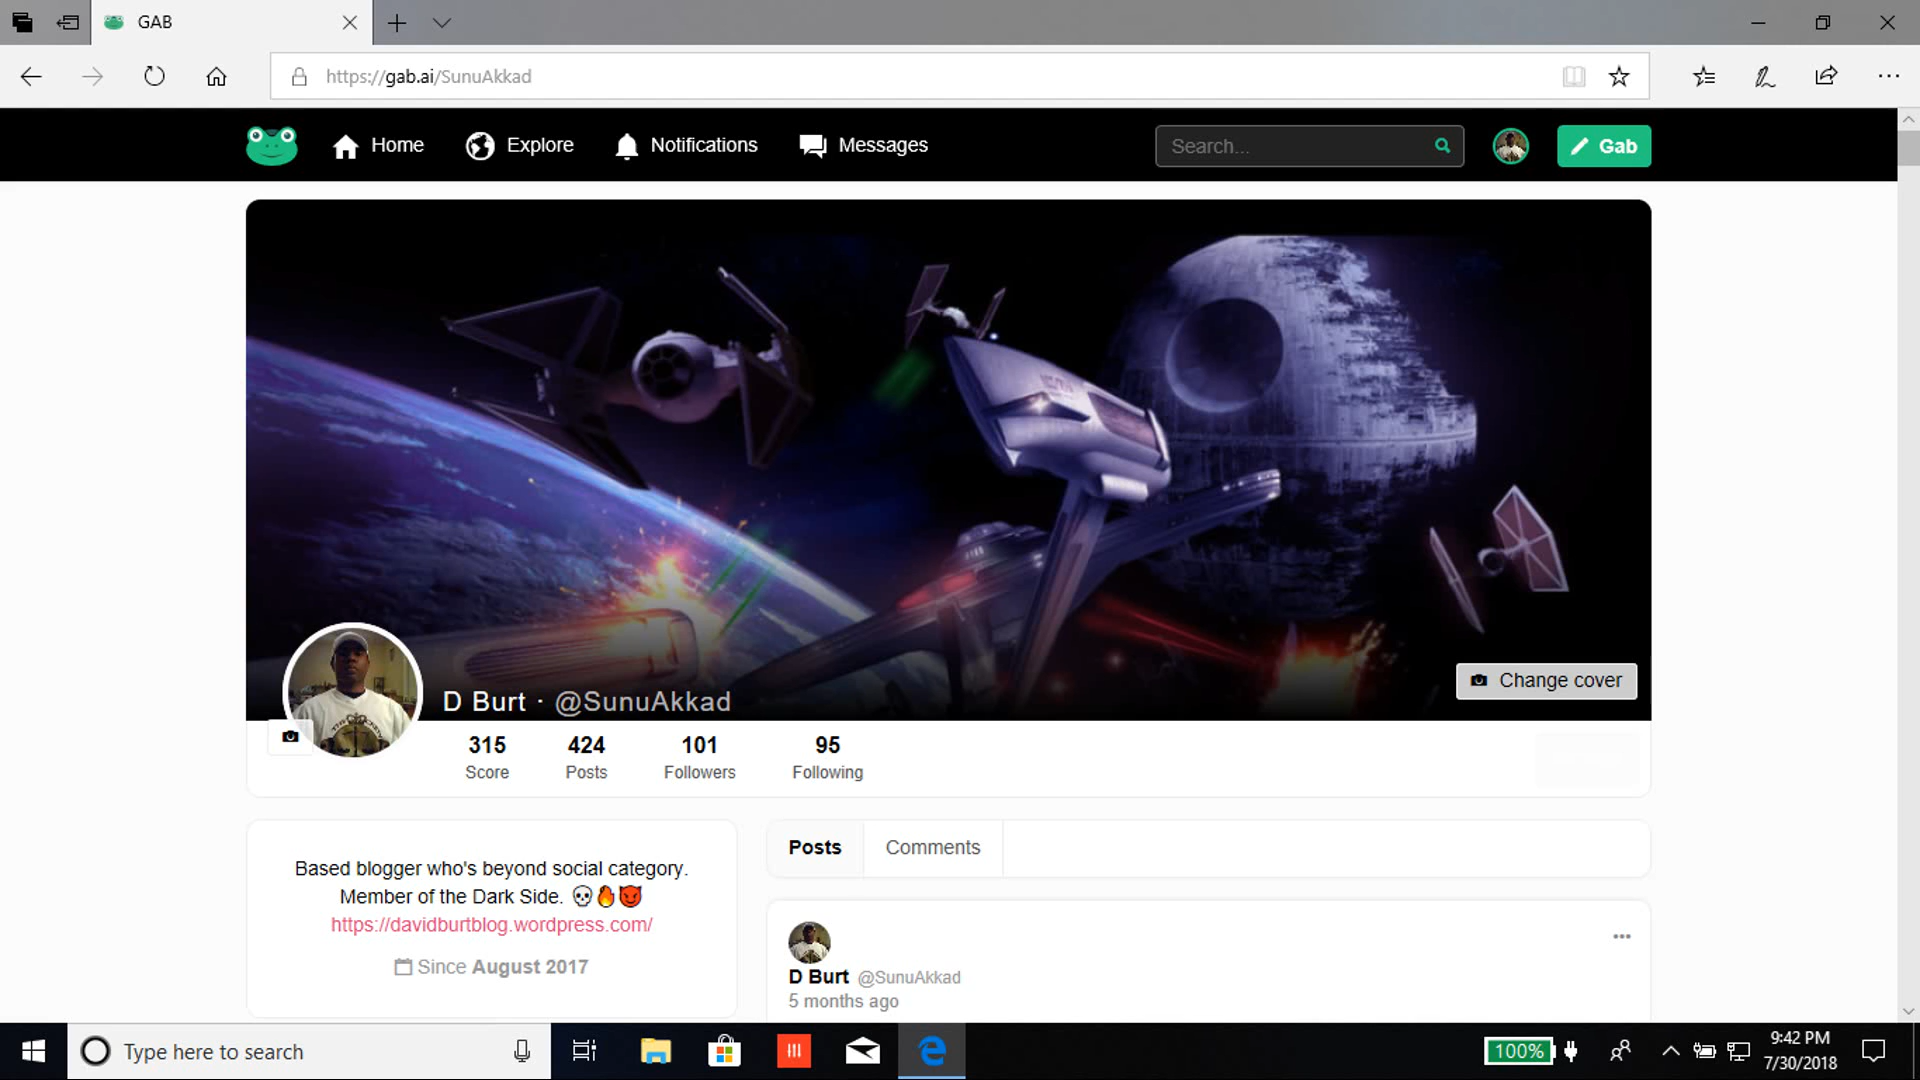 GAB
https://gab.ai/SunuAkkad
Home
Explore
Notifications
Messages
Search...
Gab
D Burt · @SunuAkkad
Change cover
315 424 101 95
Score Posts Followers Following
Based blogger who's beyond social category.
Member of the Dark Side. 💀🔥😈
https://davidburtblog.wordpress.com/
Since August 2017
Posts
Comments
D Burt @SunuAkkad
5 months ago
Type here to search
100%
9:42 PM
7/30/2018